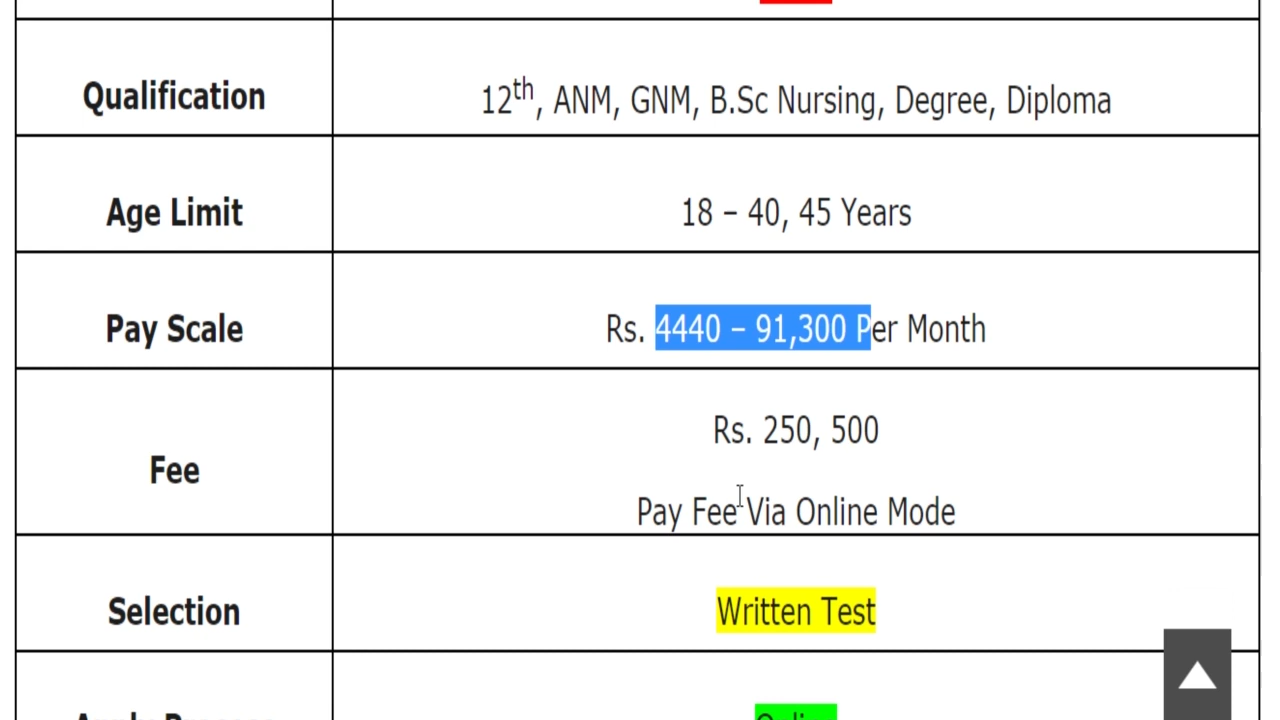 Qualification
12th, ANM, GNM, B.Sc Nursing, Degree, Diploma
Age Limit
18 – 40, 45 Years
Pay Scale
Rs. 4440 – 91,300 Per Month
Fee
Rs. 250, 500
Pay Fee Via Online Mode
Selection
Written Test